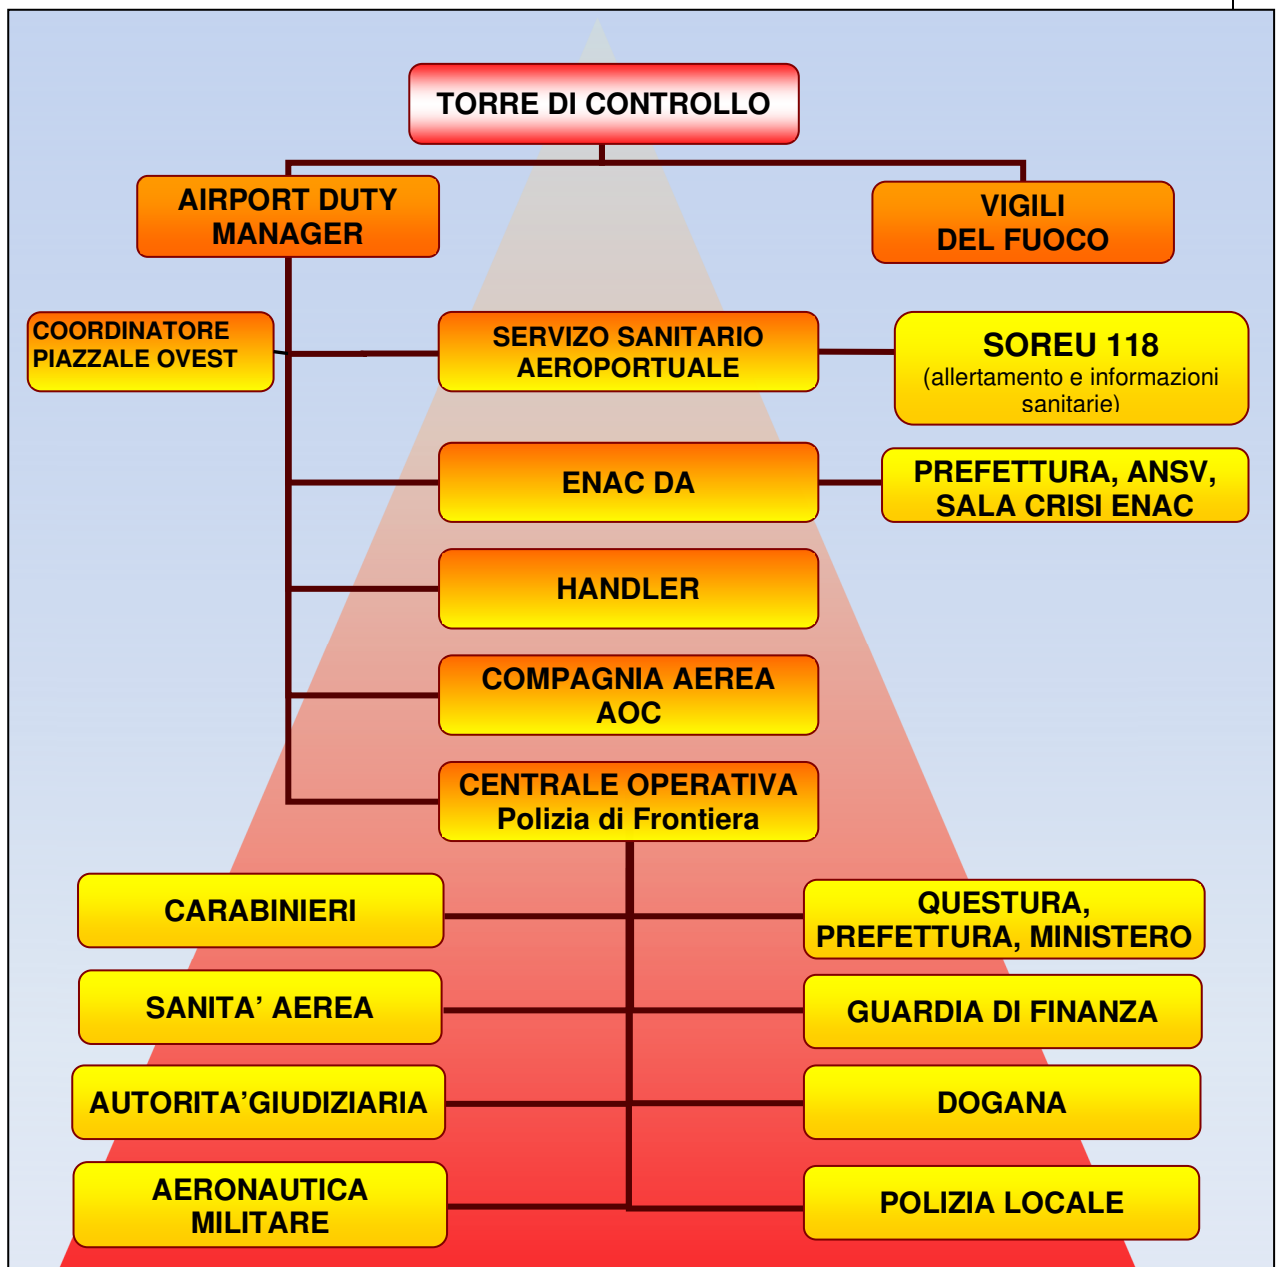 TORRE DI CONTROLLO
AIRPORT DUTY
MANAGER
VIGILI
DEL FUOCO
COORDINATORE
PIAZZALE OVEST
SERVIZO SANITARIO
AEROPORTUALE
SOREU 118
(allertamento e informazioni
sanitarie)
ENAC DA
PREFETTURA, ANSV,
SALA CRISI ENAC
HANDLER
COMPAGNIA AEREA
AOC
CENTRALE OPERATIVA
Polizia di Frontiera
CARABINIERI
QUESTURA,
PREFETTURA, MINISTERO
SANITA’ AEREA
GUARDIA DI FINANZA
AUTORITA’GIUDIZIARIA
DOGANA
AERONAUTICA
MILITARE
POLIZIA LOCALE